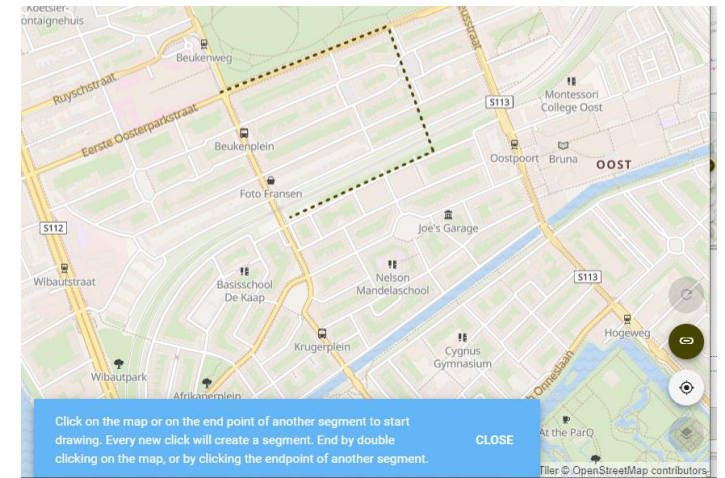 Koetsier-
ontaignehuis
Beukenweg
Ruyschstraat
Eerste Oosterparkstraat
Beukenplein
Foto Fransen
S113
Montessori
College Oost
Oostpoort
Bruna
OOST
S112
Joe's Garage
Wibautstraat
Basisschool
De Kaap
Nelson
Mandelaschool
S113
Krugerplein
Hogeweg
Cygnus
Gymnasium
Wibautpark
Afrikanerplein
h Onneslaan
At the ParQ
Click on the map or on the end point of another segment to start
drawing. Every new click will create a segment. End by double
clicking on the map, or by clicking the endpoint of another segment.
CLOSE
Tiler © OpenStreetMap contributors